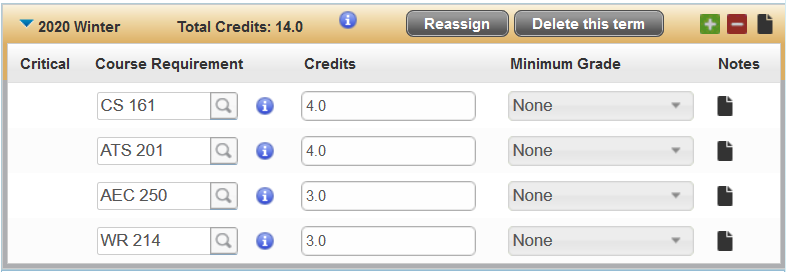 2020 Winter Total Credits: 14.0 Reassign Delete this term
Critical Course Requirement Credits Minimum Grade Notes
CS 161 4.0 None
ATS 201 4.0 None
AEC 250 3.0 None
WR 214 3.0 None